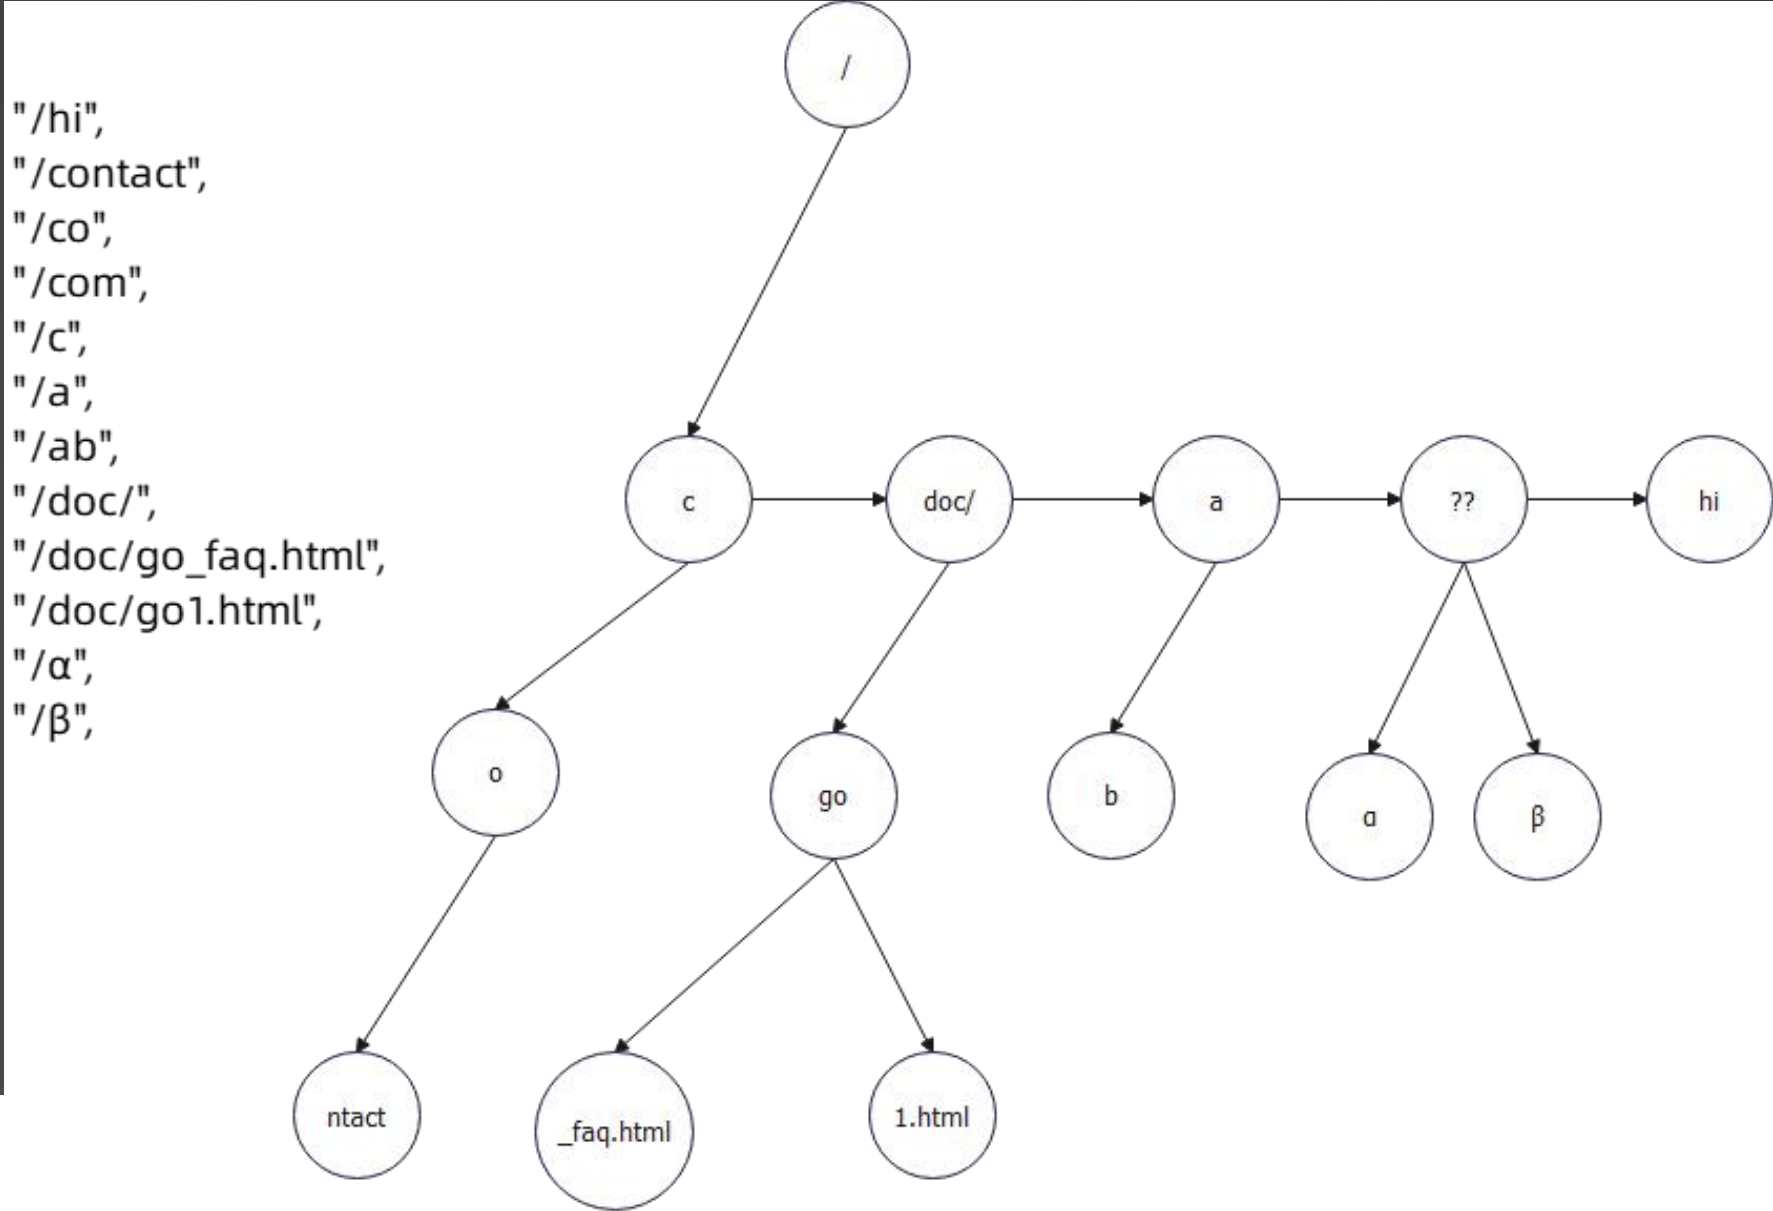 /
"/hi",
"/contact",
"/co",
"/com",
"/c",
"/a",
"/ab",
"/doc/",
"/doc/go_faq.html",
"/doc/go1.html",
"/α",
"/β",
c
doc/
a
??
hi
o
go
b
α
β
ntact
_faq.html
1.html